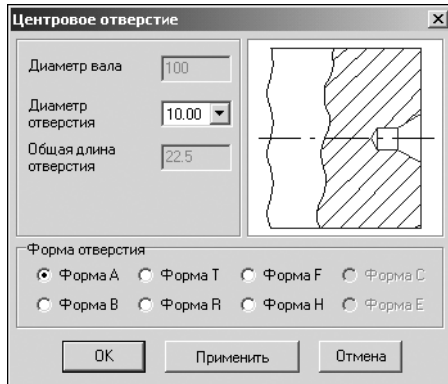 Центровое отверстие
Диаметр вала
100
Диаметр
отверстия
10.00
Общая длина
отверстия
22.5
Форма отверстия
Форма A
Форма T
Форма F
Форма C
Форма B
Форма R
Форма H
Форма E
OK
Применить
Отмена